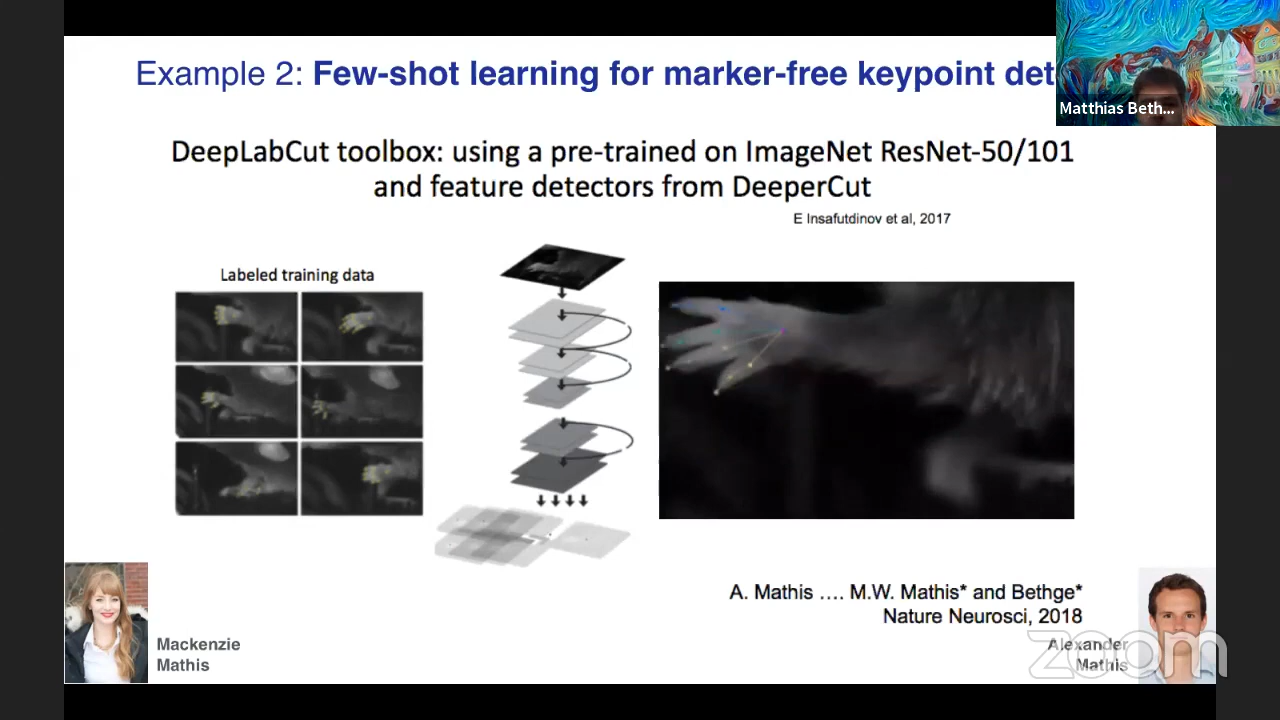 Example 2: Few-shot learning for marker-free keypoint det
Matthias Beth...
DeepLabCut toolbox: using a pre-trained on ImageNet ResNet-50/101
and feature detectors from DeeperCut
E Insafutdinov et al, 2017
Labeled training data
A. Mathis .... M.W. Mathis* and Bethge*
Nature Neurosci, 2018
Mackenzie
Mathis
Alexander
Mathis
zoom